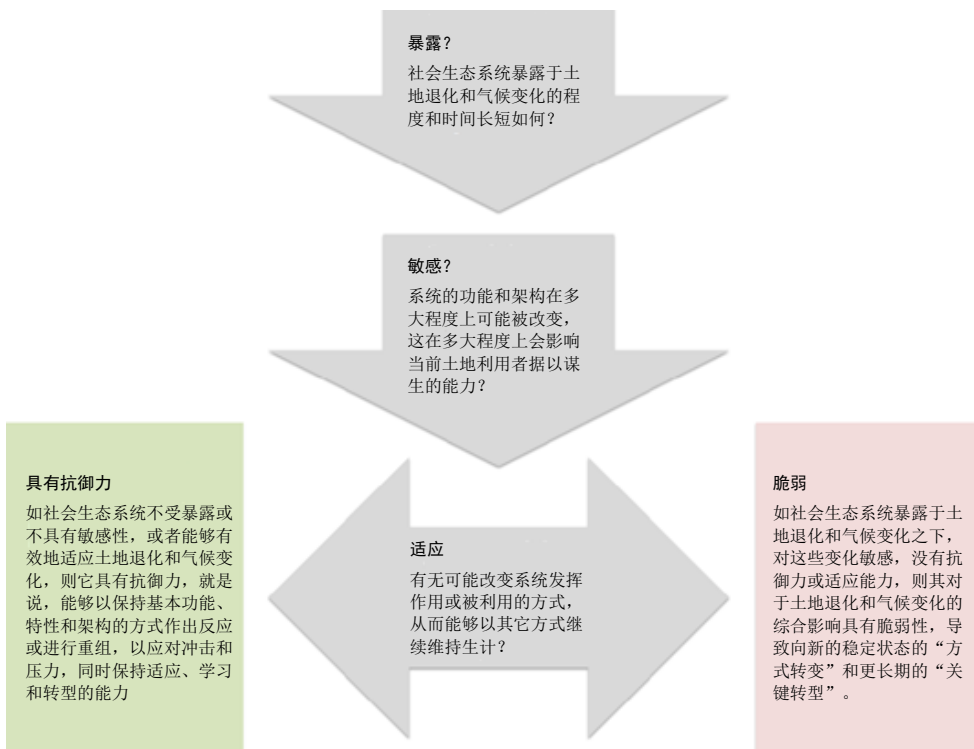 暴露？
社会生态系统暴露于土
地退化和气候变化的程
度和时间长短如何？
敏感？
系统的功能和架构在多
大程度上可能被改变，
这在多大程度上会影响
当前土地利用者据以谋
生的能力？
具有抗御力
如社会生态系统不受暴露或
不具有敏感性，或者能够有
效地适应土地退化和气候变
化，则它具有抗御力，就是
说，能够以保持基本功能、
特性和架构的方式作出反应
或进行重组，以应对冲击和
压力，同时保持适应、学习
和转型的能力
适应
有无可能改变系统发挥
作用或被利用的方式，
从而能够以其它方式继
续维持生计？
脆弱
如社会生态系统暴露于土
地退化和气候变化之下，
对这些变化敏感，没有抗
御力或适应能力，则其对
于土地退化和气候变化的
综合影响具有脆弱性，导
致向新的稳定状态的“方
式转变”和更长期的“关
键转型”。